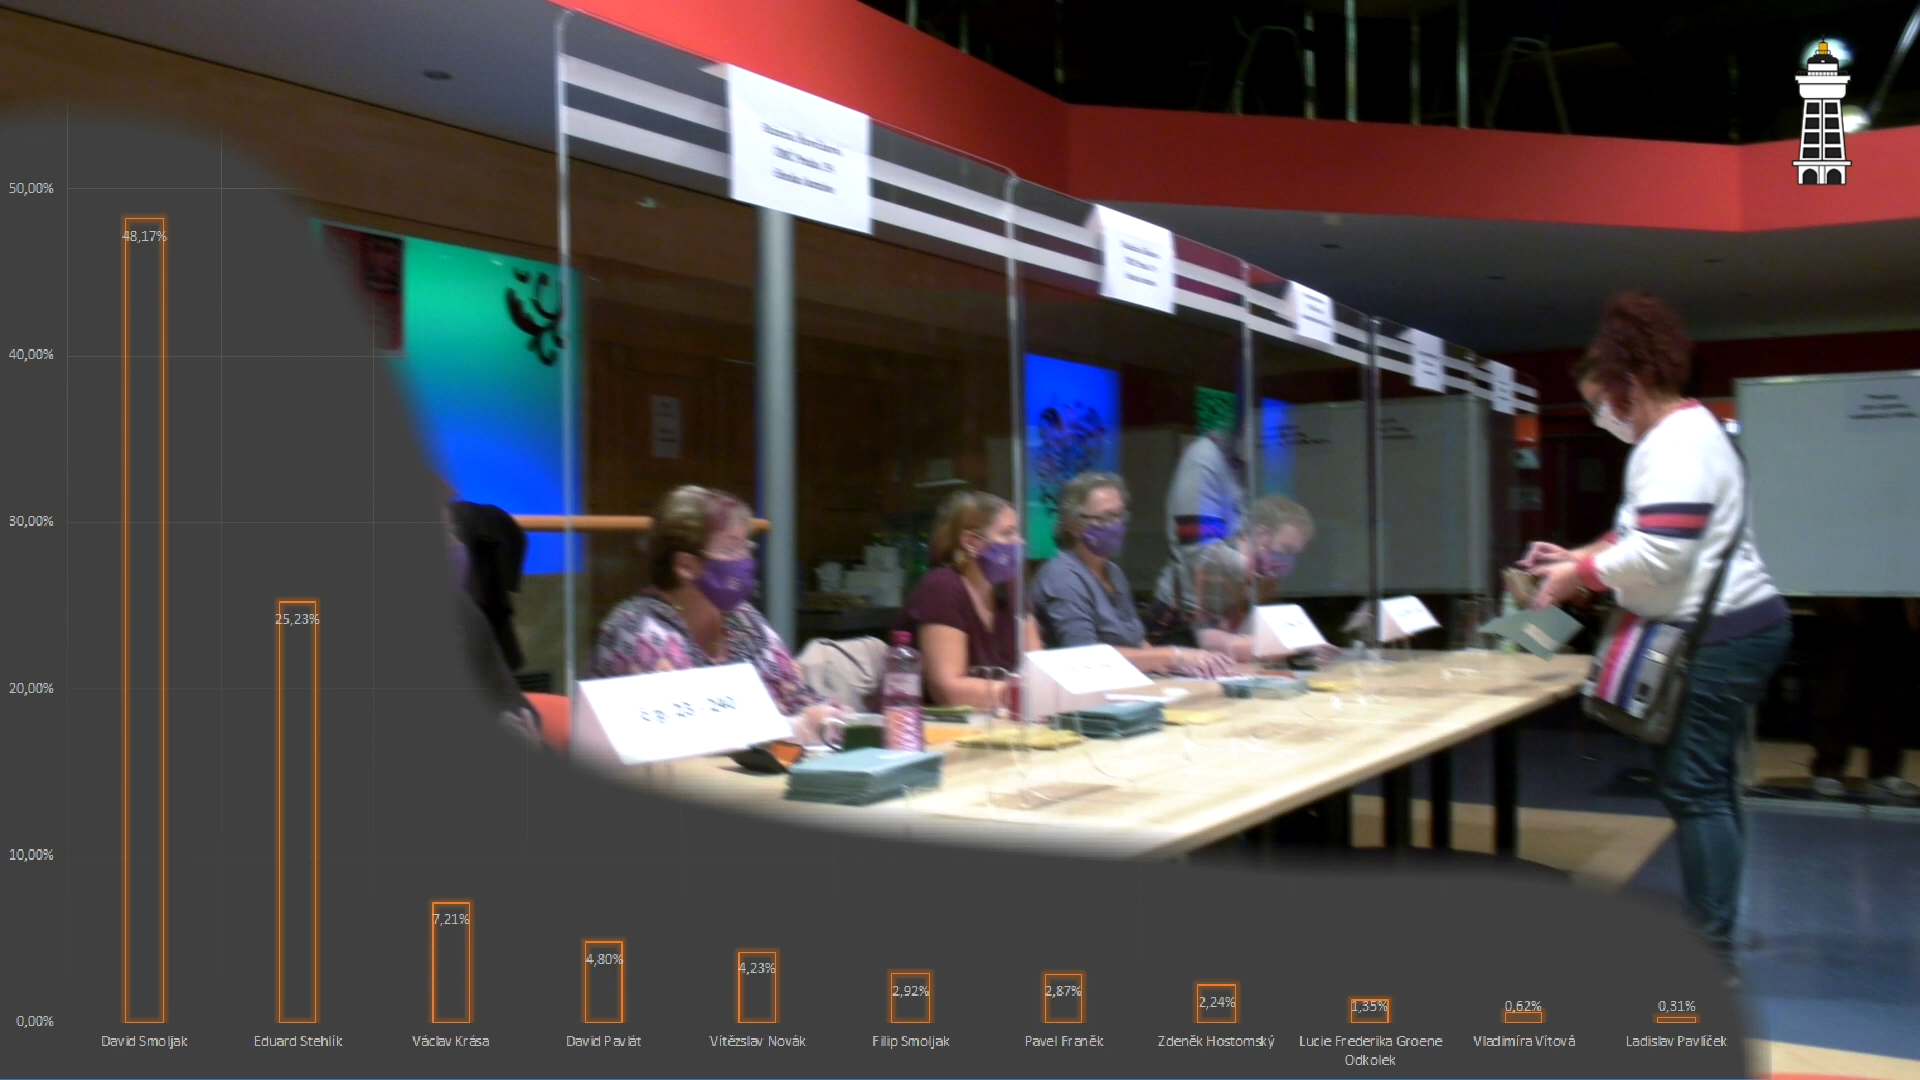 50,00%
40,00%
30,00%
20,00%
10,00%
0,00%
48,17%
25,23%
7,21%
4,80%
4,23%
2,92%
2,87%
2,24%
1,35%
0,62%
0,31%
David Smoljak
Eduard Stehlík
Václav Krása
David Pavlát
Vítězslav Novák
Filip Smoljak
Pavel Franěk
Zdeněk Hostomský
Lucie Frederika Groene
Odkolek
Vladimíra Vítová
Ladislav Pavlíček
č.p. 23 - 240